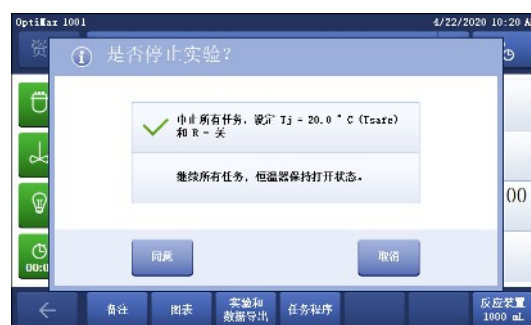 OptiMax 1001
4/22/2020 10:20 A
资
是否停止实验？
中止所有任务，设定 Tj = 20.0 ° C (Tsafe)
和 R = 关
继续所有任务，恒温器保持打开状态。
00
00:0
同意
取消
备注
图表
实验和
数据导出
任务程序
反应装置
1000 mL